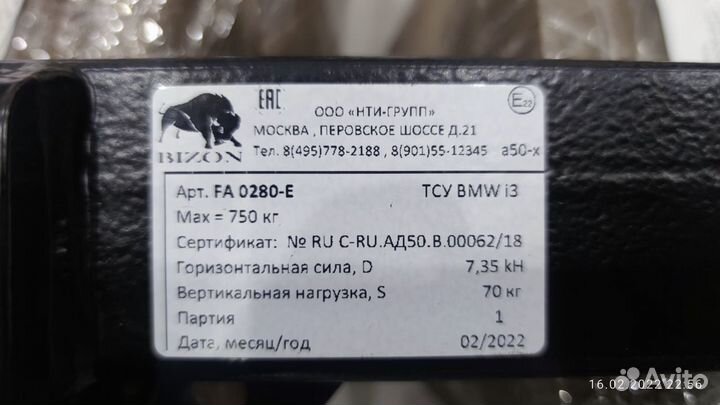 EAC
E22
ООО «НТИ-ГРУПП»
МОСКВА , ПЕРОВСКОЕ ШОССЕ Д.21
BIZON
Тел. 8(495)778-2188 , 8(901)55-12345 a50-x
Арт. FA 0280-E ТСУ BMW i3
Max = 750 кг
Сертификат: № RU C-RU.АД50.В.00062/18
Горизонтальная сила, D 7,35 kH
Вертикальная нагрузка, S 70 кг
Партия 1
Дата, месяц/год 02/2022
16.02.2022 22:56
Avito